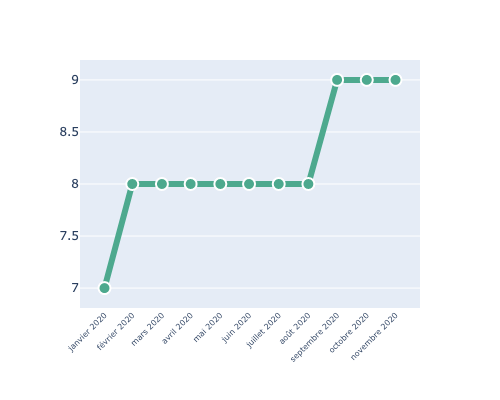 9
8.5
8
7.5
7
janvier 2020
février 2020
mars 2020
avril 2020
mai 2020
juin 2020
juillet 2020
août 2020
septembre 2020
octobre 2020
novembre 2020